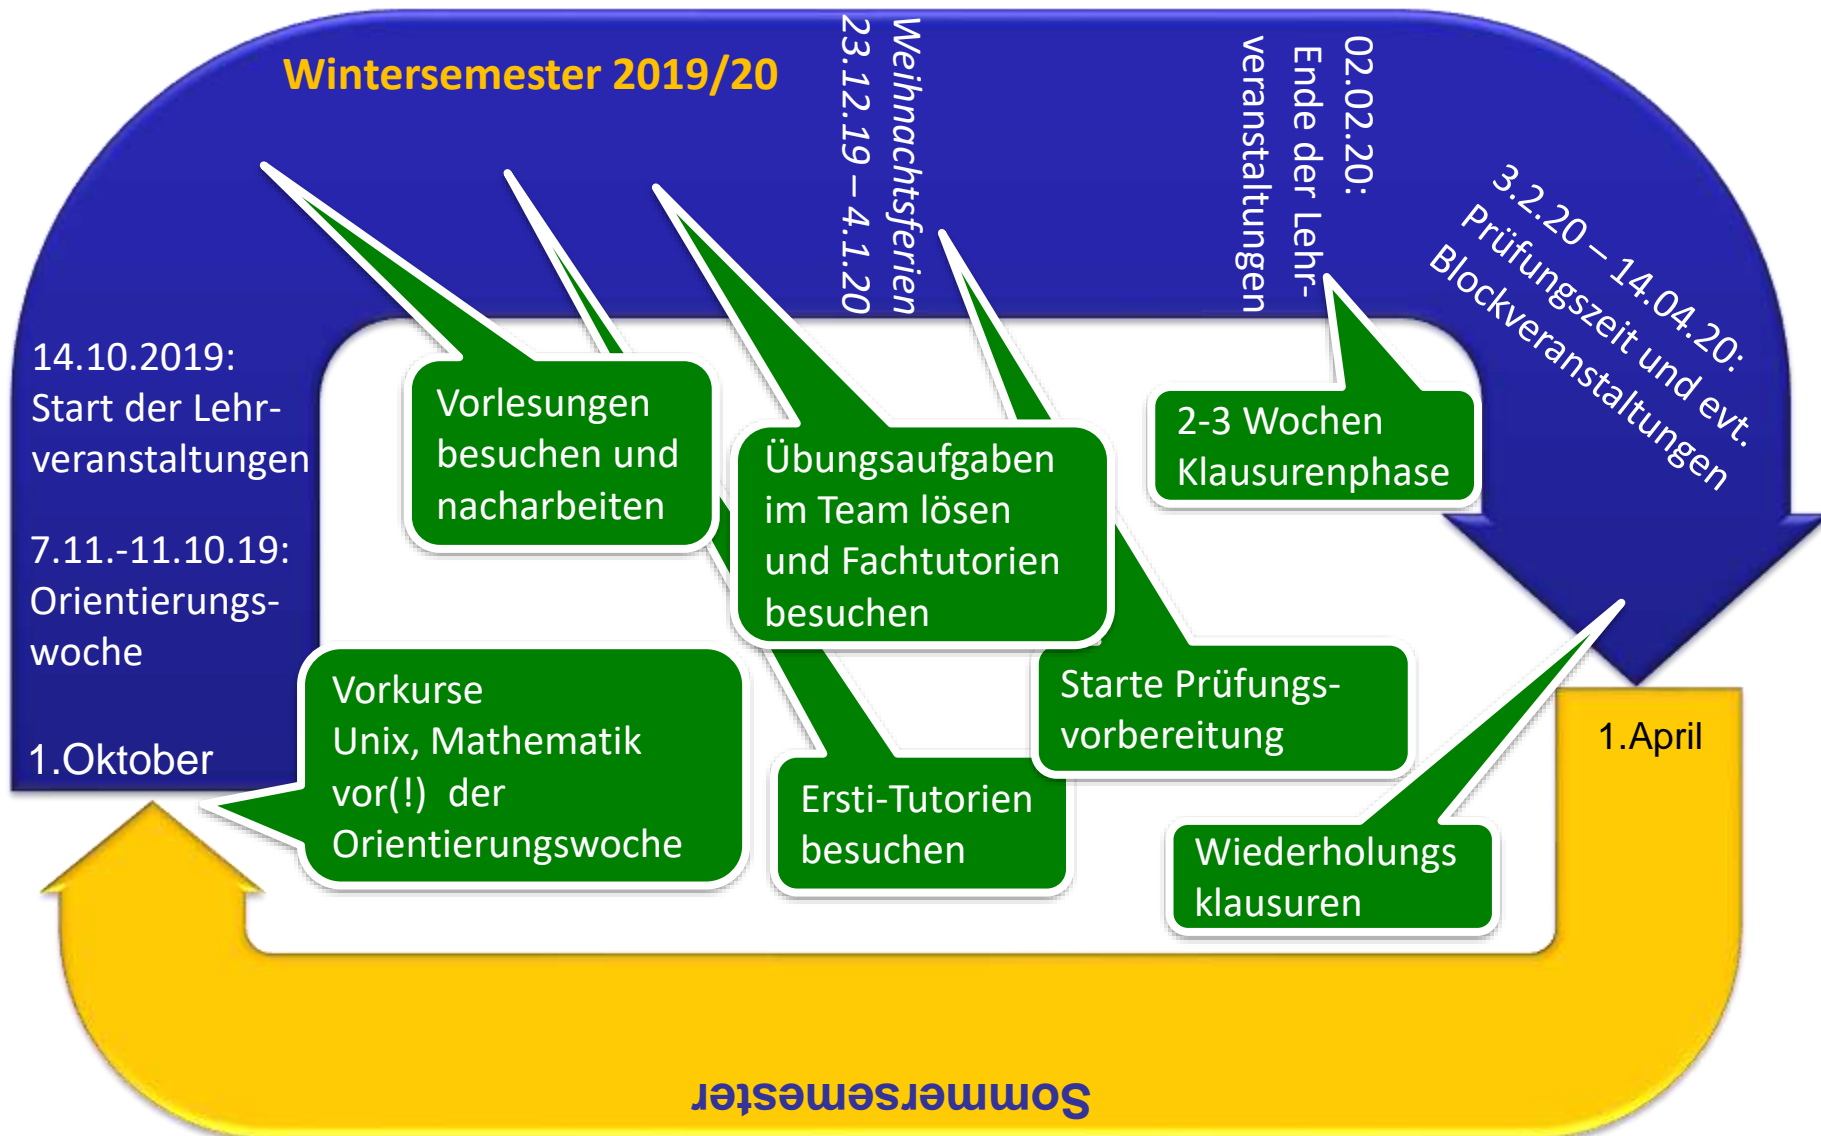 Wintersemester 2019/20
Weihnachtsferien
23.12.19 – 4.1.20
02.02.20:
Ende der Lehr-
veranstaltungen
3.2.20 – 14.04.20:
Prüfungszeit und evt.
Blockveranstaltungen
14.10.2019:
Start der Lehr-
veranstaltungen
7.11.-11.10.19:
Orientierungs-
woche
1.Oktober
Vorlesungen
besuchen und
nacharbeiten
Übungsaufgaben
im Team lösen
und Fachtutorien
besuchen
2-3 Wochen
Klausurenphase
Vorkurse
Unix, Mathematik
vor(!) der
Orientierungswoche
Ersti-Tutorien
besuchen
Starte Prüfungs-
vorbereitung
Wiederholungs
klausuren
1.April
Sommersemester